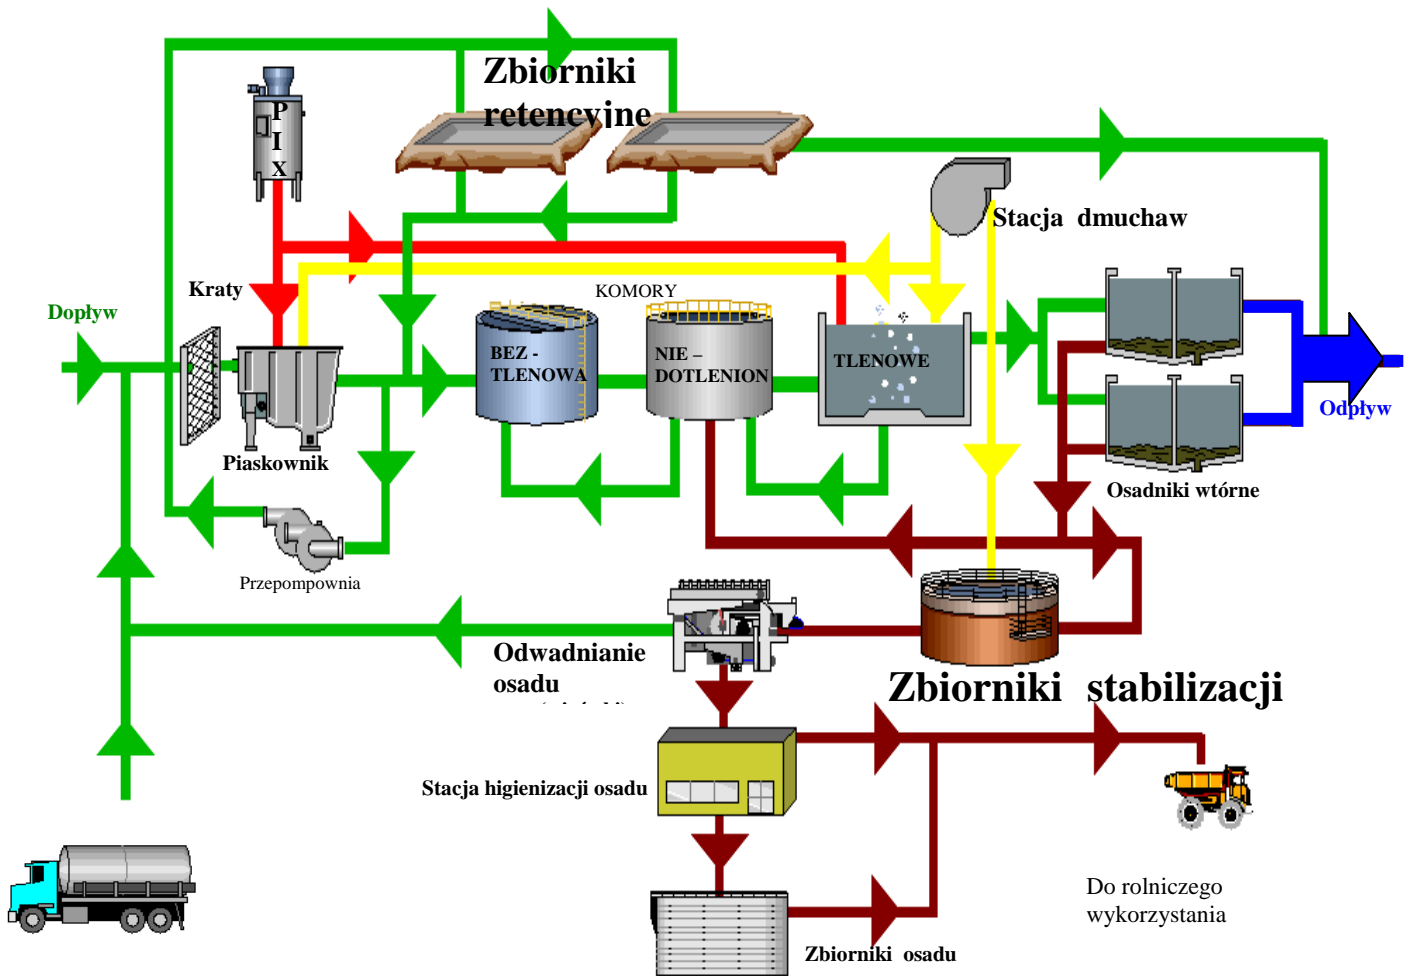 Zbiorniki
retencyjne
P
I
X
Stacja dmuchaw
Kraty
KOMORY
Dopływ
BEZ -
TLENOWA
NIE –
DOTLENION
TLENOWE
Odpływ
Piaskownik
Osadniki wtórne
Przepompownia
Odwadnianie
osadu
Zbiorniki stabilizacji
Stacja higienizacji osadu
Do rolniczego
wykorzystania
Zbiorniki osadu